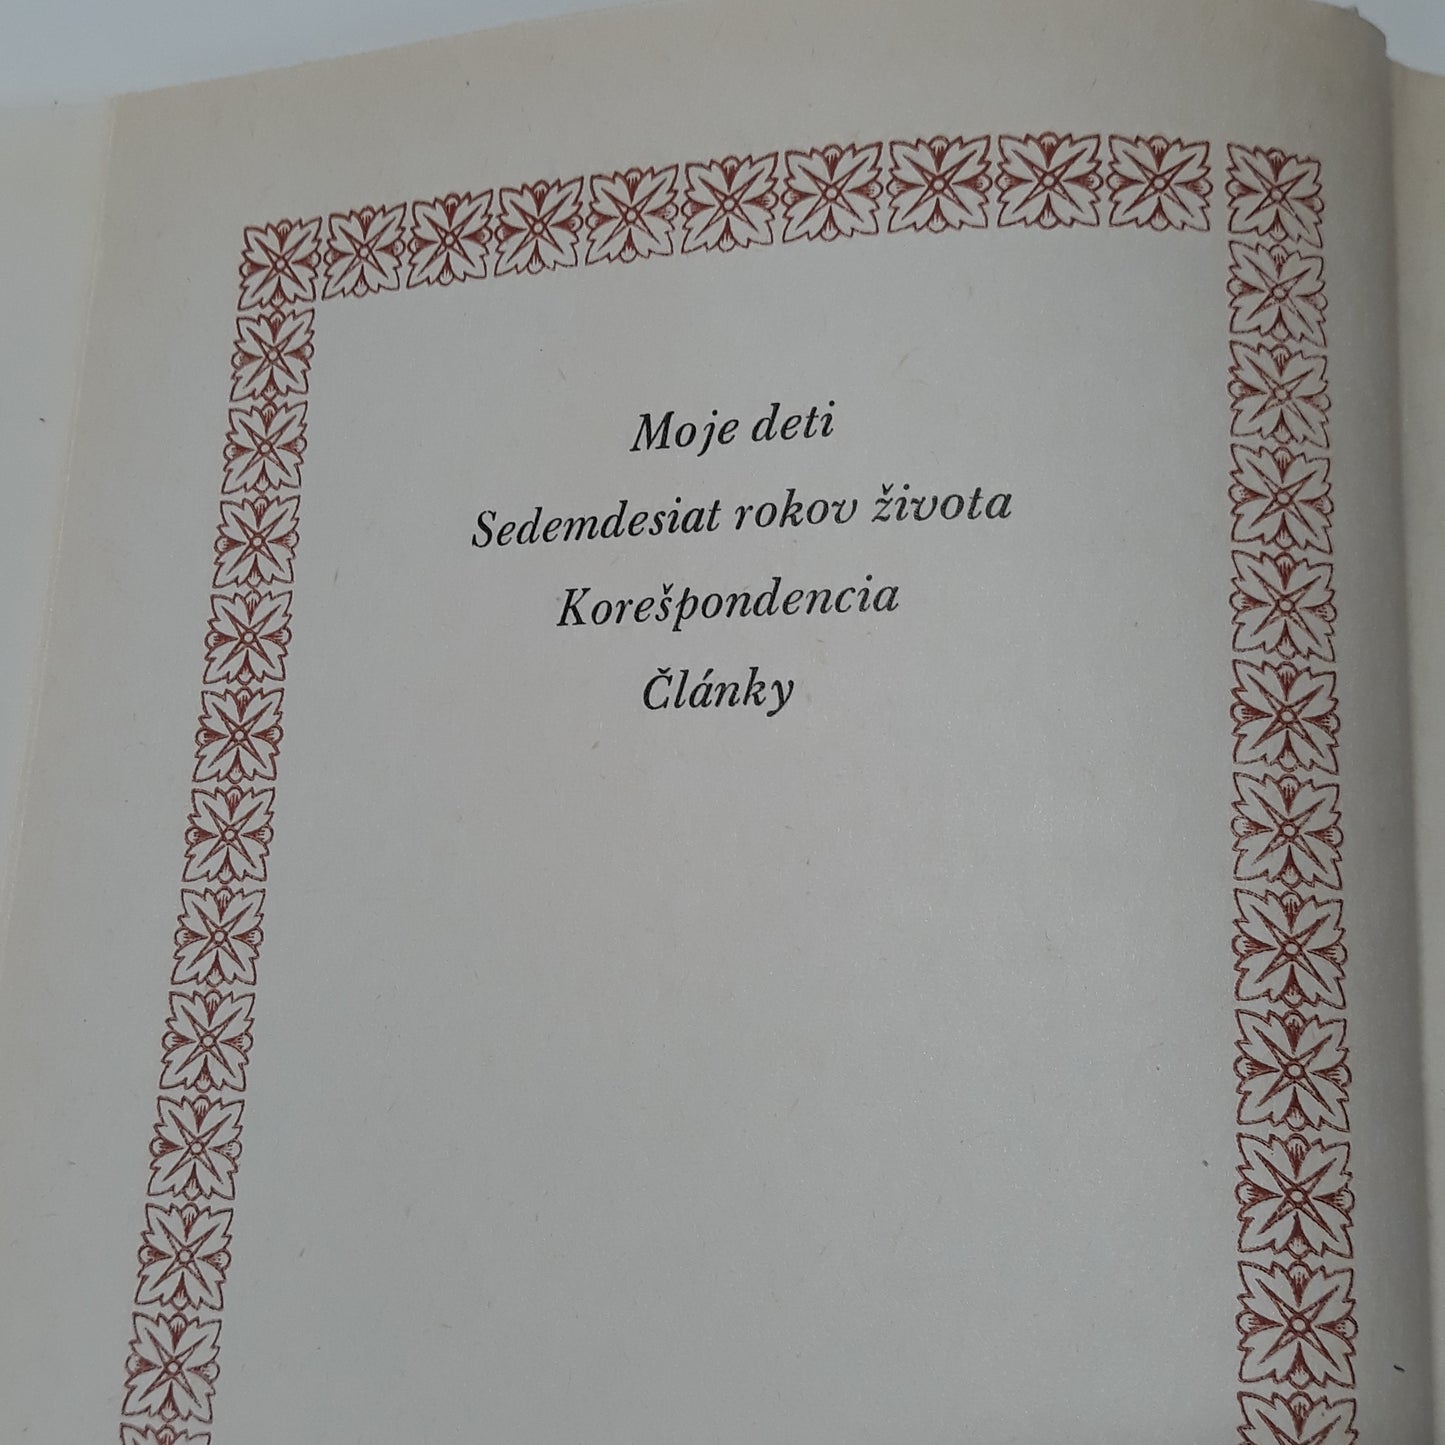 Moje deti
Sedemdesiat rokov života
Korešpondencia
Články